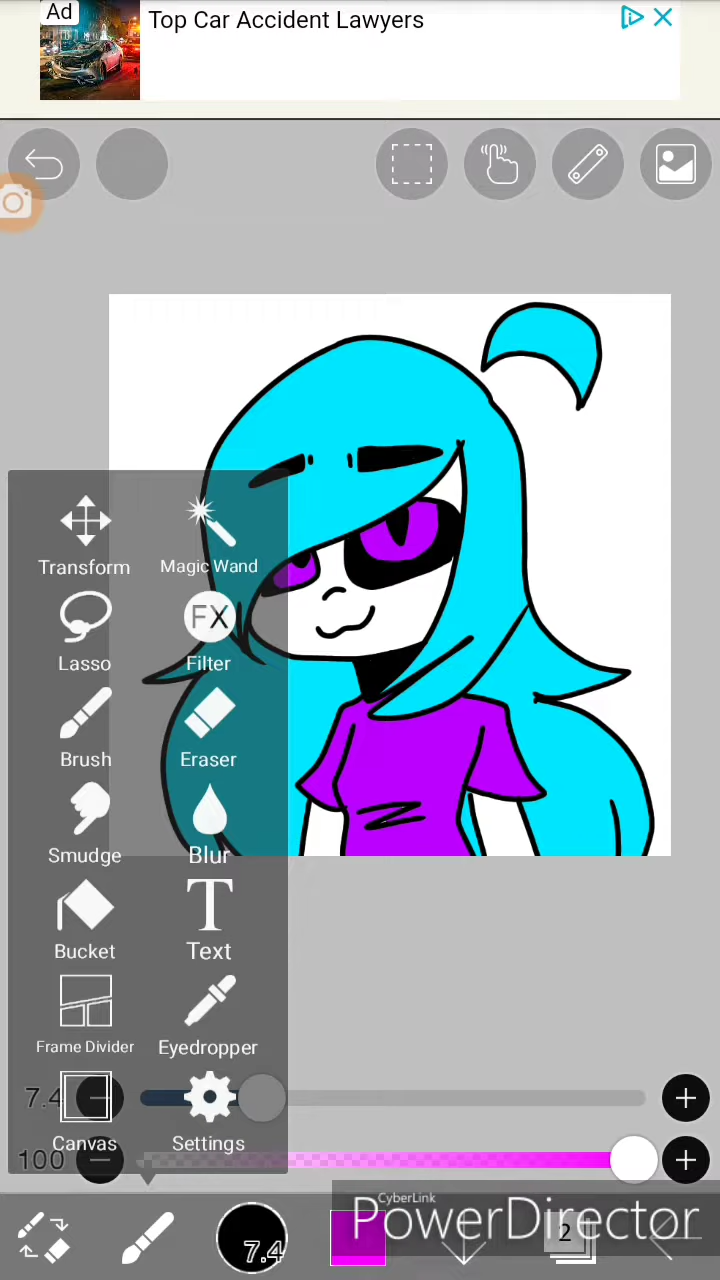 Ad
Top Car Accident Lawyers
Transform
Magic Wand
Lasso
FX
Filter
Brush
Eraser
Smudge
Blur
Bucket
T
Text
Frame Divider
Eyedropper
7.4
Canvas
Settings
100
7.4
CyberLink
PowerDirector
2